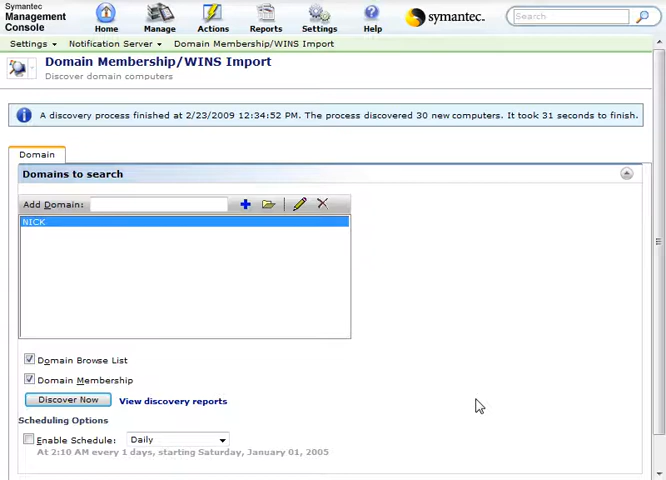 Symantec
Management
Console
Home
Manage
Actions
Reports
Settings
Help
symantec.
Search
Settings
Notification Server
Domain Membership/WINS Import
Domain Membership/WINS Import
Discover domain computers
A discovery process finished at 2/23/2009 12:34:52 PM. The process discovered 30 new computers. It took 31 seconds to finish.
Domain
Domains to search
Add Domain:
NICK
Domain Browse List
Domain Membership
Discover Now
View discovery reports
Scheduling Options
Enable Schedule:
Daily
At 2:10 AM every 1 days, starting Saturday, January 01, 2005